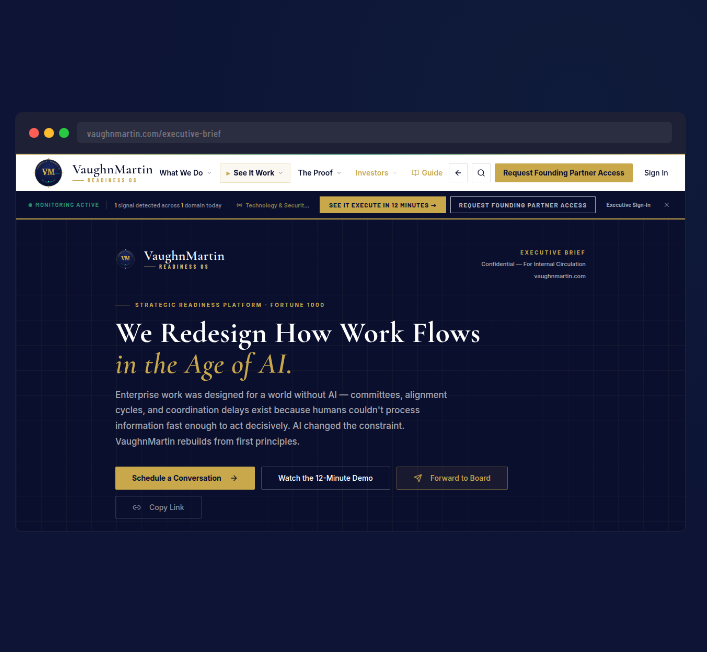 vaughnmartin.com/executive-brief
VM
VaughnMartin
READINESS OS
What We Do
See It Work
The Proof
Investors
Guide
Request Founding Partner Access
Sign In
MONITORING ACTIVE
1 signal detected across 1 domain today
Technology & Securit...
SEE IT EXECUTE IN 12 MINUTES →
REQUEST FOUNDING PARTNER ACCESS
Executive Sign-In
VM
VaughnMartin
READINESS OS
EXECUTIVE BRIEF
Confidential — For Internal Circulation
vaughnmartin.com
STRATEGIC READINESS PLATFORM · FORTUNE 1000
We Redesign How Work Flows
in the Age of AI.
Enterprise work was designed for a world without AI — committees, alignment
cycles, and coordination delays exist because humans couldn't process
information fast enough to act decisively. AI changed the constraint.
VaughnMartin rebuilds from first principles.
Schedule a Conversation →
Watch the 12-Minute Demo
Forward to Board
Copy Link